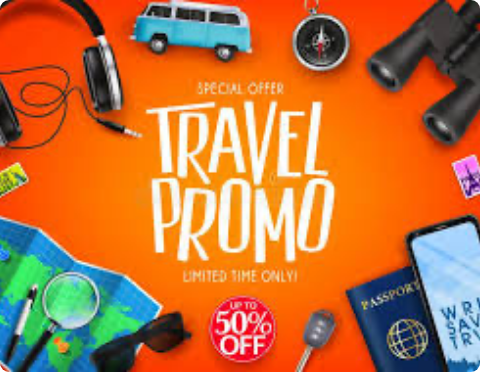 SPECIAL OFFER
TRAVEL
PROMO
LIMITED TIME ONLY!
UP TO
50%
OFF
PASSPORT